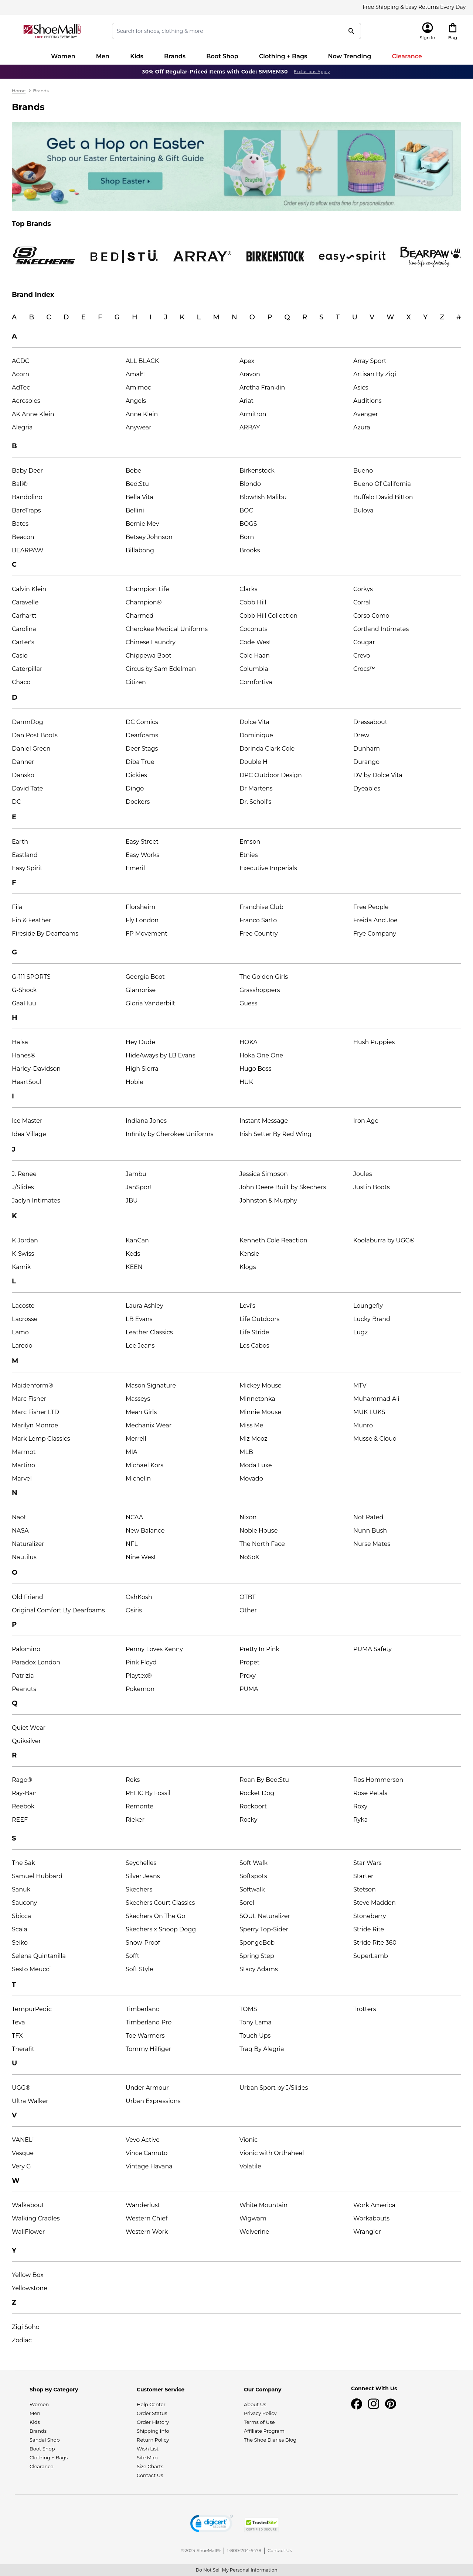 Free Shipping & Easy Returns Every Day
ShoeMall
FREE SHIPPING EVERY DAY
Search for shoes, clothing & more
Sign In
Bag
Women Men Kids Brands Boot Shop Clothing + Bags Now Trending Clearance
30% Off Regular-Priced Items with Code: SMMEM30 Exclusions Apply
Home > Brands
Brands
Get a Hop on Easter
with our Easter Entertaining & Gift Guide
Shop Easter
Order early to allow extra time for personalization.
Top Brands
SKECHERS BED|STÜ ARRAY® BIRKENSTOCK easy spirit BEARPAW
live life comfortably
Brand Index
A B C D E F G H I J K L M N O P Q R S T U V W X Y Z #
A
ACDC ALL BLACK Apex Array Sport
Acorn Amalfi Aravon Artisan By Zigi
AdTec Amimoc Aretha Franklin Asics
Aerosoles Angels Ariat Auditions
AK Anne Klein Anne Klein Armitron Avenger
Alegria Anywear ARRAY Azura
B
Baby Deer Bebe Birkenstock Bueno
Bali® Bed:Stu Blondo Bueno Of California
Bandolino Bella Vita Blowfish Malibu Buffalo David Bitton
BareTraps Bellini BOC Bulova
Bates Bernie Mev BOGS
Beacon Betsey Johnson Born
BEARPAW Billabong Brooks
C
Calvin Klein Champion Life Clarks Corkys
Caravelle Champion® Cobb Hill Corral
Carhartt Charmed Cobb Hill Collection Corso Como
Carolina Cherokee Medical Uniforms Coconuts Cortland Intimates
Carter's Chinese Laundry Code West Cougar
Casio Chippewa Boot Cole Haan Crevo
Caterpillar Circus by Sam Edelman Columbia Crocs™
Chaco Citizen Comfortiva
D
DamnDog DC Comics Dolce Vita Dressabout
Dan Post Boots Dearfoams Dominique Drew
Daniel Green Deer Stags Dorinda Clark Cole Dunham
Danner Diba True Double H Durango
Dansko Dickies DPC Outdoor Design DV by Dolce Vita
David Tate Dingo Dr Martens Dyeables
DC Dockers Dr. Scholl's
E
Earth Easy Street Emson
Eastland Easy Works Etnies
Easy Spirit Emeril Executive Imperials
F
Fila Florsheim Franchise Club Free People
Fin & Feather Fly London Franco Sarto Freida And Joe
Fireside By Dearfoams FP Movement Free Country Frye Company
G
G-111 SPORTS Georgia Boot The Golden Girls
G-Shock Glamorise Grasshoppers
GaaHuu Gloria Vanderbilt Guess
H
Halsa Hey Dude HOKA Hush Puppies
Hanes® HideAways by LB Evans Hoka One One
Harley-Davidson High Sierra Hugo Boss
HeartSoul Hobie HUK
I
Ice Master Indiana Jones Instant Message Iron Age
Idea Village Infinity by Cherokee Uniforms Irish Setter By Red Wing
J
J. Renee Jambu Jessica Simpson Joules
J/Slides JanSport John Deere Built by Skechers Justin Boots
Jaclyn Intimates JBU Johnston & Murphy
K
K Jordan KanCan Kenneth Cole Reaction Koolaburra by UGG®
K-Swiss Keds Kensie
Kamik KEEN Klogs
L
Lacoste Laura Ashley Levi's Loungefly
Lacrosse LB Evans Life Outdoors Lucky Brand
Lamo Leather Classics Life Stride Lugz
Laredo Lee Jeans Los Cabos
M
Maidenform® Mason Signature Mickey Mouse MTV
Marc Fisher Masseys Minnetonka Muhammad Ali
Marc Fisher LTD Mean Girls Minnie Mouse MUK LUKS
Marilyn Monroe Mechanix Wear Miss Me Munro
Mark Lemp Classics Merrell Miz Mooz Musse & Cloud
Marmot MIA MLB
Martino Michael Kors Moda Luxe
Marvel Michelin Movado
N
Naot NCAA Nixon Not Rated
NASA New Balance Noble House Nunn Bush
Naturalizer NFL The North Face Nurse Mates
Nautilus Nine West NoSoX
O
Old Friend OshKosh OTBT
Original Comfort By Dearfoams Osiris Other
P
Palomino Penny Loves Kenny Pretty In Pink PUMA Safety
Paradox London Pink Floyd Propet
Patrizia Playtex® Proxy
Peanuts Pokemon PUMA
Q
Quiet Wear
Quiksilver
R
Rago® Reks Roan By Bed:Stu Ros Hommerson
Ray-Ban RELIC By Fossil Rocket Dog Rose Petals
Reebok Remonte Rockport Roxy
REEF Rieker Rocky Ryka
S
The Sak Seychelles Soft Walk Star Wars
Samuel Hubbard Silver Jeans Softspots Starter
Sanuk Skechers Softwalk Stetson
Saucony Skechers Court Classics Sorel Steve Madden
Sbicca Skechers On The Go SOUL Naturalizer Stoneberry
Scala Skechers x Snoop Dogg Sperry Top-Sider Stride Rite
Seiko Snow-Proof SpongeBob Stride Rite 360
Selena Quintanilla Sofft Spring Step SuperLamb
Sesto Meucci Soft Style Stacy Adams
T
TempurPedic Timberland TOMS Trotters
Teva Timberland Pro Tony Lama
TFX Toe Warmers Touch Ups
Therafit Tommy Hilfiger Traq By Alegria
U
UGG® Under Armour Urban Sport by J/Slides
Ultra Walker Urban Expressions
V
VANELi Vevo Active Vionic
Vasque Vince Camuto Vionic with Orthaheel
Very G Vintage Havana Volatile
W
Walkabout Wanderlust White Mountain Work America
Walking Cradles Western Chief Wigwam Workabouts
WallFlower Western Work Wolverine Wrangler
Y
Yellow Box
Yellowstone
Z
Zigi Soho
Zodiac
Shop By Category Customer Service Our Company Connect With Us
Women Help Center About Us
Men Order Status Privacy Policy
Kids Order History Terms of Use
Brands Shipping Info Affiliate Program
Sandal Shop Return Policy The Shoe Diaries Blog
Boot Shop Wish List
Clothing + Bags Site Map
Clearance Size Charts
Contact Us
digicert
TrustedSite
CERTIFIED SECURE
©2024 ShoeMall® | 1-800-704-5478 | Contact Us
Do Not Sell My Personal Information